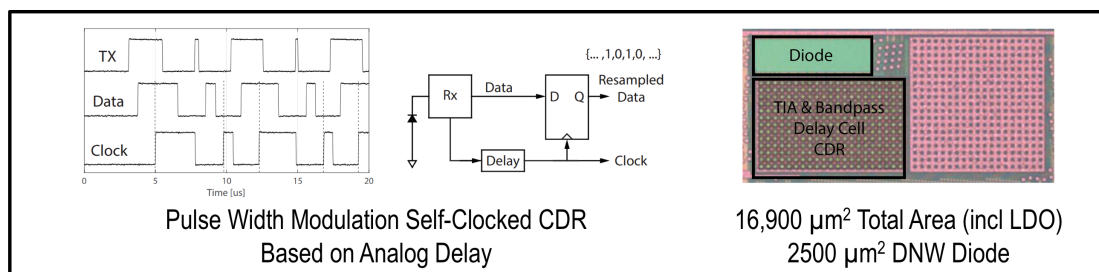 TX
Data
Clock
0 5 10 15 20
Time [us]
{... ,1,0,1,0, ...}
Rx
Data
D Q
Resampled
Data
Delay
Clock
Pulse Width Modulation Self-Clocked CDR
Based on Analog Delay
Diode
TIA & Bandpass
Delay Cell
CDR
16,900 μm² Total Area (incl LDO)
2500 μm² DNW Diode